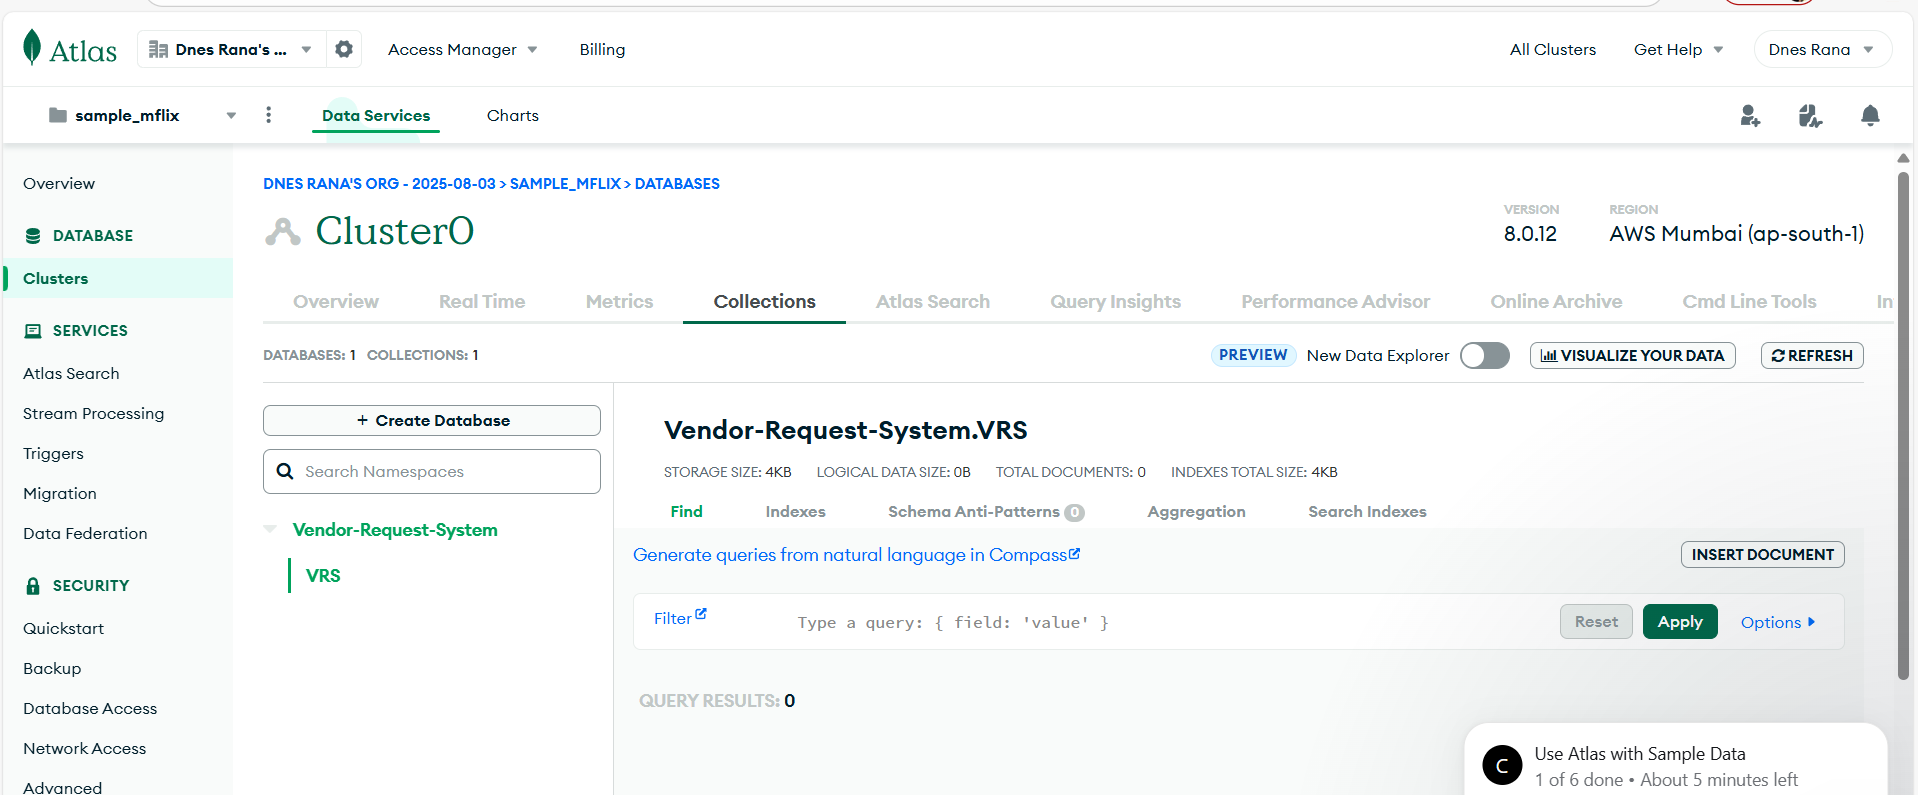 Atlas
Dnes Rana's ...
Access Manager
Billing
All Clusters
Get Help
Dnes Rana
sample_mflix
Data Services
Charts
Overview
DATABASE
Clusters
SERVICES
Atlas Search
Stream Processing
Triggers
Migration
Data Federation
SECURITY
Quickstart
Backup
Database Access
Network Access
Advanced
DNES RANA'S ORG - 2025-08-03 > SAMPLE_MFLIX > DATABASES
Cluster0
VERSION
8.0.12
REGION
AWS Mumbai (ap-south-1)
Overview
Real Time
Metrics
Collections
Atlas Search
Query Insights
Performance Advisor
Online Archive
Cmd Line Tools
In
DATABASES: 1 COLLECTIONS: 1
PREVIEW
New Data Explorer
VISUALIZE YOUR DATA
REFRESH
+ Create Database
Search Namespaces
Vendor-Request-System
VRS
Vendor-Request-System.VRS
STORAGE SIZE: 4KB LOGICAL DATA SIZE: 0B TOTAL DOCUMENTS: 0 INDEXES TOTAL SIZE: 4KB
Find
Indexes
Schema Anti-Patterns 0
Aggregation
Search Indexes
Generate queries from natural language in Compass
INSERT DOCUMENT
Filter
Type a query: { field: 'value' }
Reset
Apply
Options
QUERY RESULTS: 0
C
Use Atlas with Sample Data
1 of 6 done • About 5 minutes left